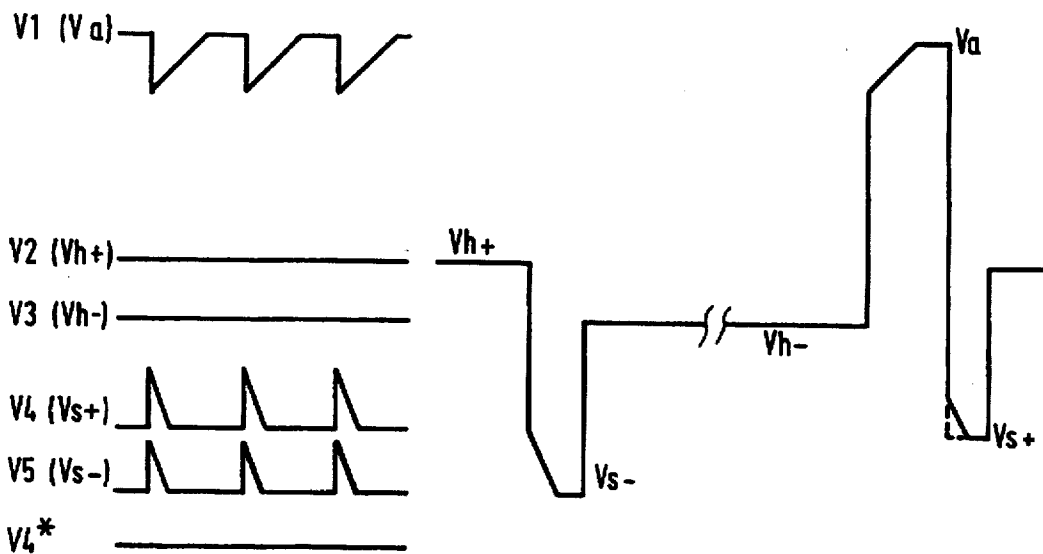 V1 (Va)
V2 (Vh+)
V3 (Vh-)
V4 (Vs+)
V5 (Vs-)
V4*
Vh+
Vs-
Vh-
Va
Vs+